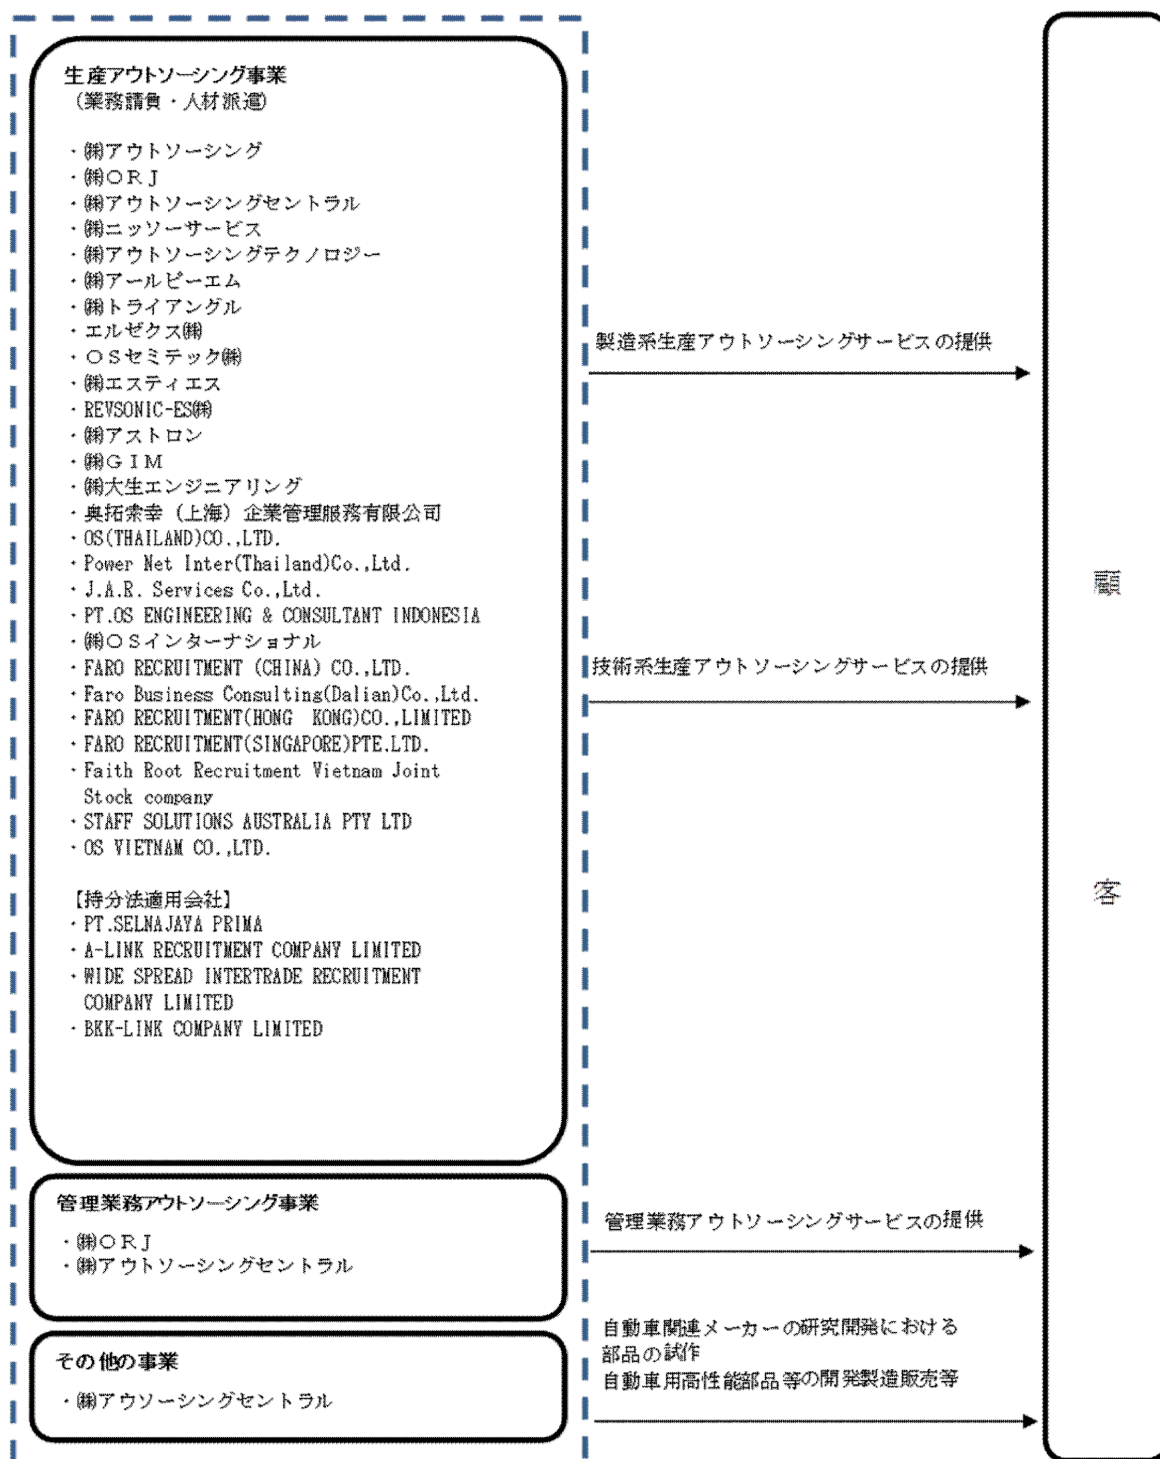 生産アウトソーシング事業
(業務請負・人材派遣)
・㈱アウトソーシング
・㈱ＯＲＪ
・㈱アウトソーシングセントラル
・㈱ニッソーサービス
・㈱アウトソーシングテクノロジー
・㈱アールピーエム
・㈱トライアングル
・エルゼクス㈱
・ＯＳセミテック㈱
・㈱エスティエス
・REVSONIC-ES㈱
・㈱アストロン
・㈱ＧＩＭ
・㈱大生エンジニアリング
・奥拓索幸（上海）企業管理服務有限公司
・OS(THAILAND)CO.,LTD.
・Power Net Inter(Thailand)Co.,Ltd.
・J.A.R. Services Co.,Ltd.
・PT.OS ENGINEERING & CONSULTANT INDONESIA
・㈱ＯＳインターナショナル
・FARO RECRUITMENT (CHINA) CO.,LTD.
・Faro Business Consulting(Dalian)Co.,Ltd.
・FARO RECRUITMENT(HONG KONG)CO.,LIMITED
・FARO RECRUITMENT(SINGAPORE)PTE.LTD.
・Faith Root Recruitment Vietnam Joint
Stock company
・STAFF SOLUTIONS AUSTRALIA PTY LTD
・OS VIETNAM CO.,LTD.
【持分法適用会社】
・PT.SELNAJAYA PRIMA
・A-LINK RECRUITMENT COMPANY LIMITED
・WIDE SPREAD INTERTRADE RECRUITMENT
COMPANY LIMITED
・BKK-LINK COMPANY LIMITED
管理業務アウトソーシング事業
・㈱ＯＲＪ
・㈱アウトソーシングセントラル
その他の事業
・㈱アウソーシングセントラル
製造系生産アウトソーシングサービスの提供
技術系生産アウトソーシングサービスの提供
管理業務アウトソーシングサービスの提供
自動車関連メーカーの研究開発における
部品の試作
自動車用高性能部品等の開発製造販売等
顧
客